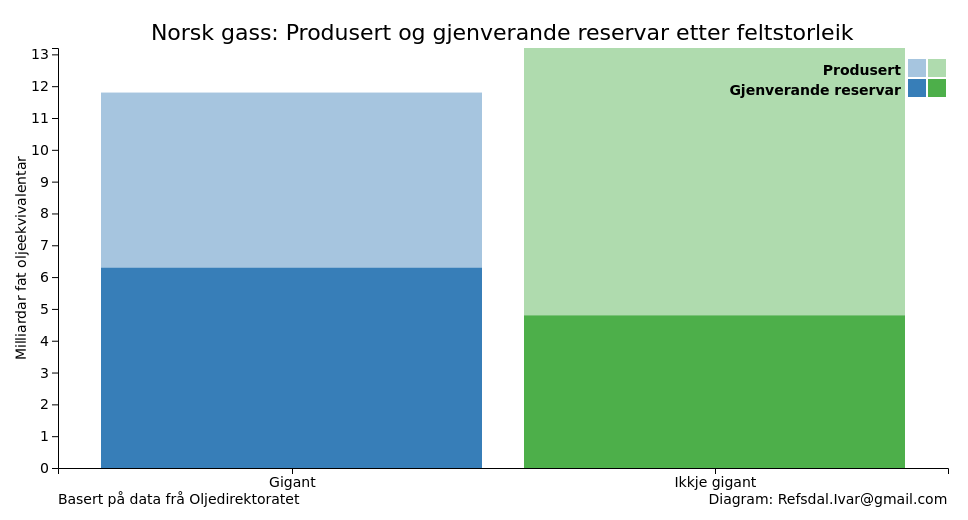 Norsk gass: Produsert og gjenverande reservar etter feltstorleik
Produsert
Gjenverande reservar
Milliardar fat oljeekvivalentar
13
12
11
10
9
8
7
6
5
4
3
2
1
0
Gigant
Ikkje gigant
Basert på data frå Oljedirektoratet
Diagram: Refsdal.Ivar@gmail.com